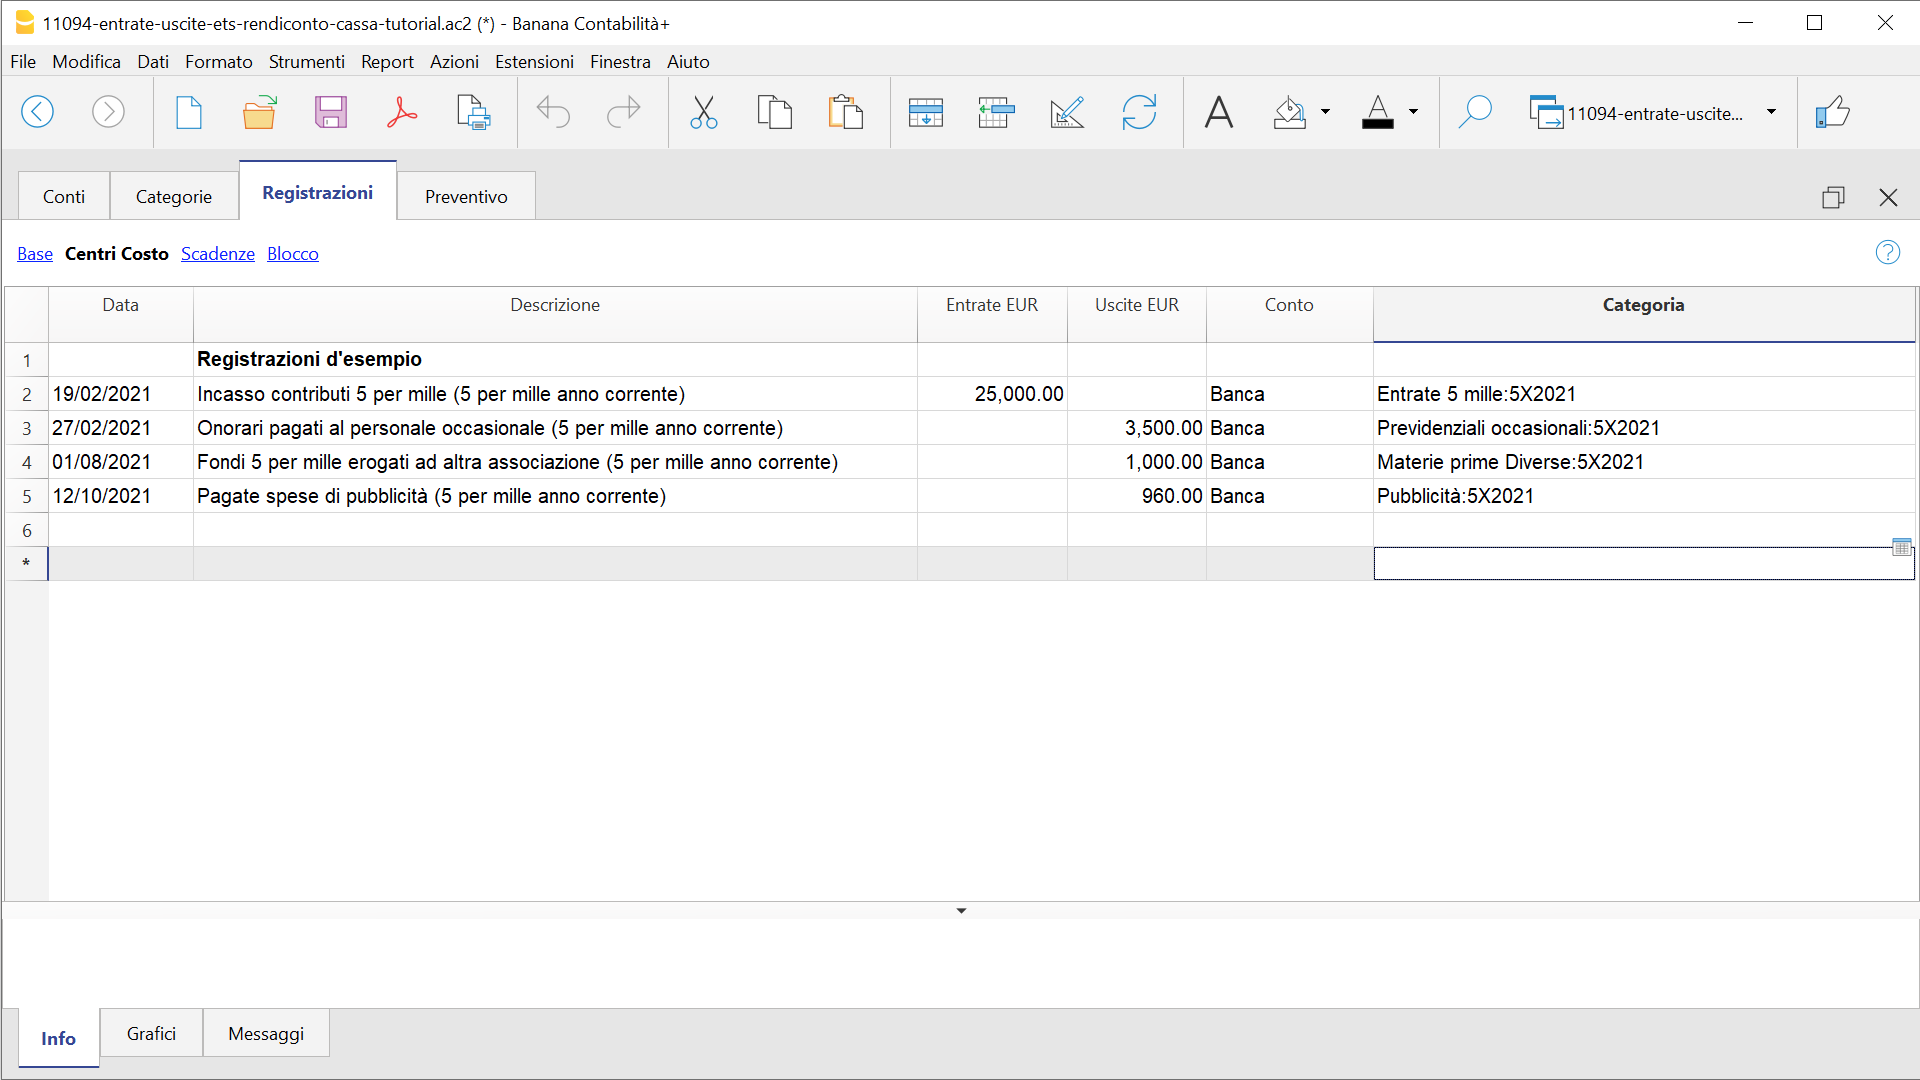 11094-entrate-uscite-ets-rendiconto-cassa-tutorial.ac2 (*) - Banana Contabilità+
File Modifica Dati Formato Strumenti Report Azioni Estensioni Finestra Aiuto
11094-entrate-uscite...
Conti Categorie Registrazioni Preventivo
Base Centri Costo Scadenze Blocco
Data Descrizione Entrate EUR Uscite EUR Conto Categoria
1 Registrazioni d'esempio
2 19/02/2021 Incasso contributi 5 per mille (5 per mille anno corrente) 25,000.00 Banca Entrate 5 mille:5X2021
3 27/02/2021 Onorari pagati al personale occasionale (5 per mille anno corrente) 3,500.00 Banca Previdenziali occasionali:5X2021
4 01/08/2021 Fondi 5 per mille erogati ad altra associazione (5 per mille anno corrente) 1,000.00 Banca Materie prime Diverse:5X2021
5 12/10/2021 Pagate spese di pubblicità (5 per mille anno corrente) 960.00 Banca Pubblicità:5X2021
6
*
Info Grafici Messaggi